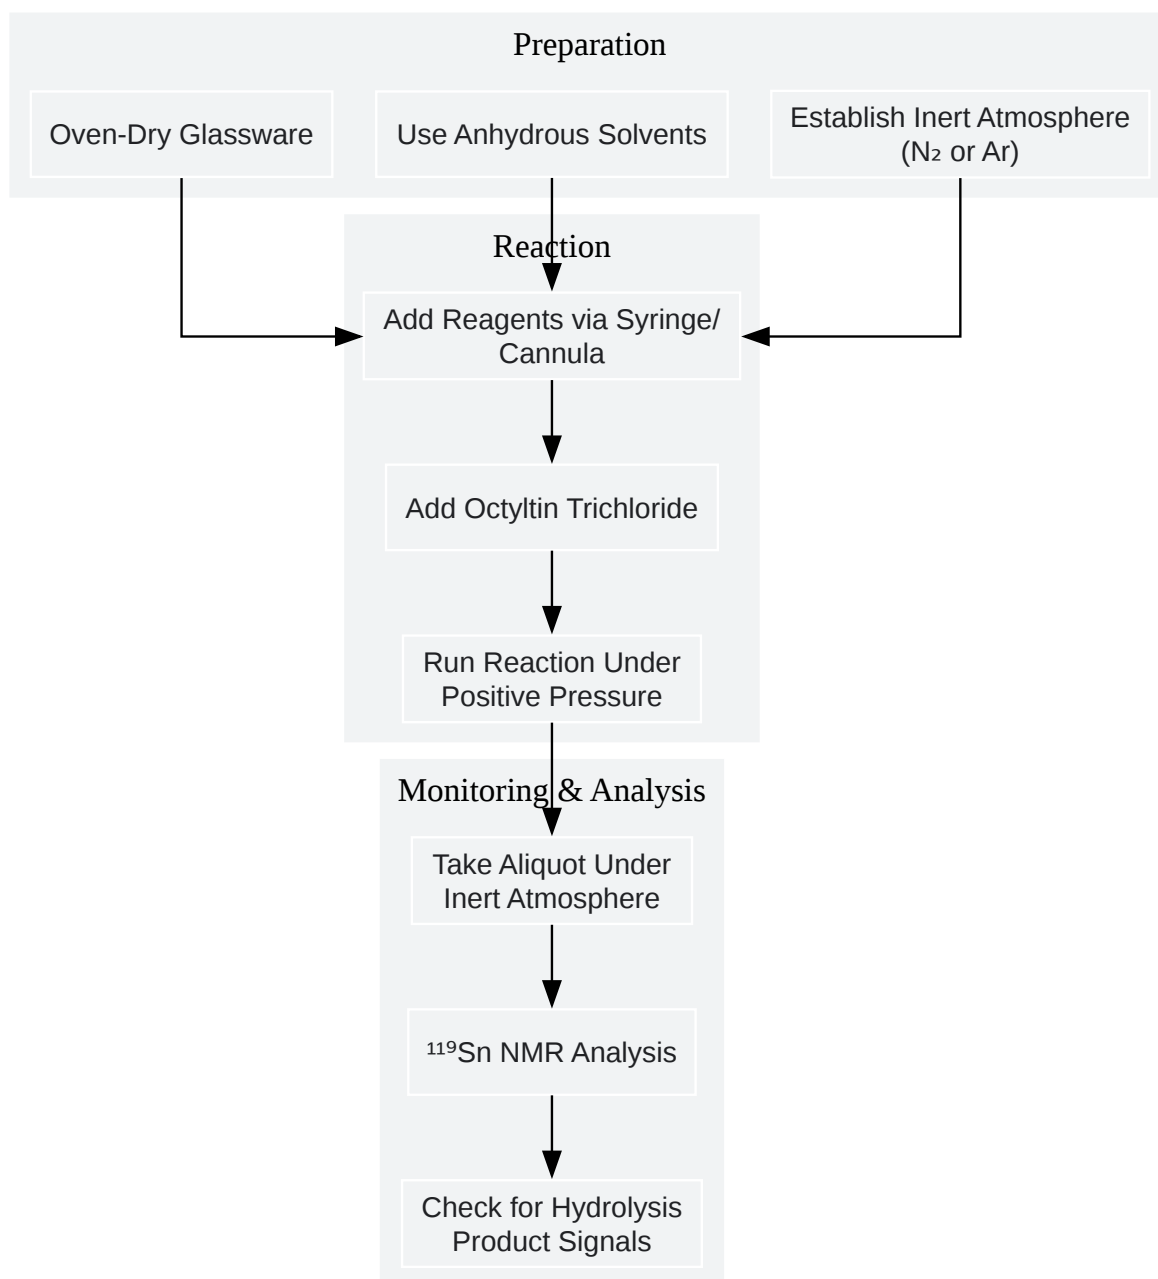 Preparation
Oven-Dry Glassware
Use Anhydrous Solvents
Establish Inert Atmosphere
(N₂ or Ar)
Reaction
Add Reagents via Syringe/
Cannula
Add Octyltin Trichloride
Run Reaction Under
Positive Pressure
Monitoring & Analysis
Take Aliquot Under
Inert Atmosphere
¹¹⁹Sn NMR Analysis
Check for Hydrolysis
Product Signals